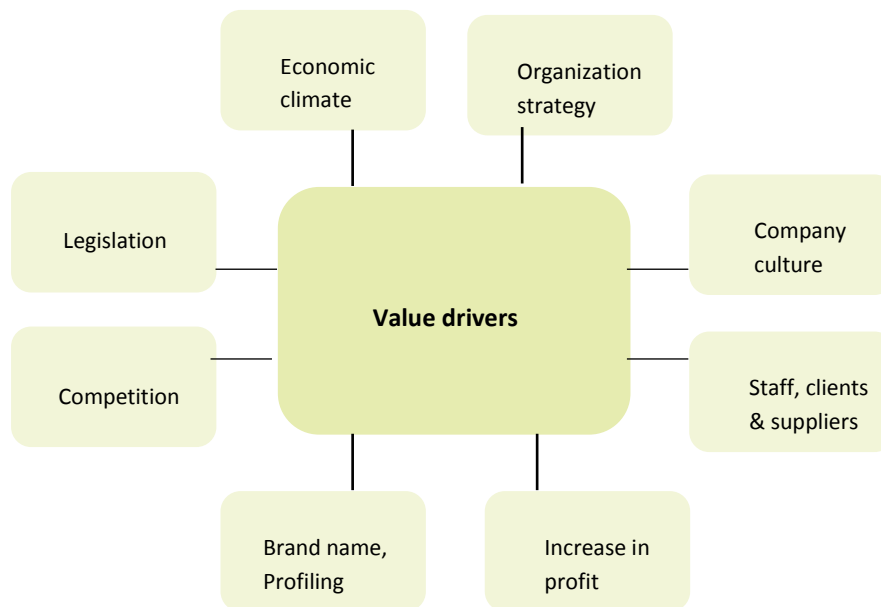 Economic
climate
Organization
strategy
Legislation
Company
culture
Value drivers
Competition
Staff, clients
& suppliers
Brand name,
Profiling
Increase in
profit